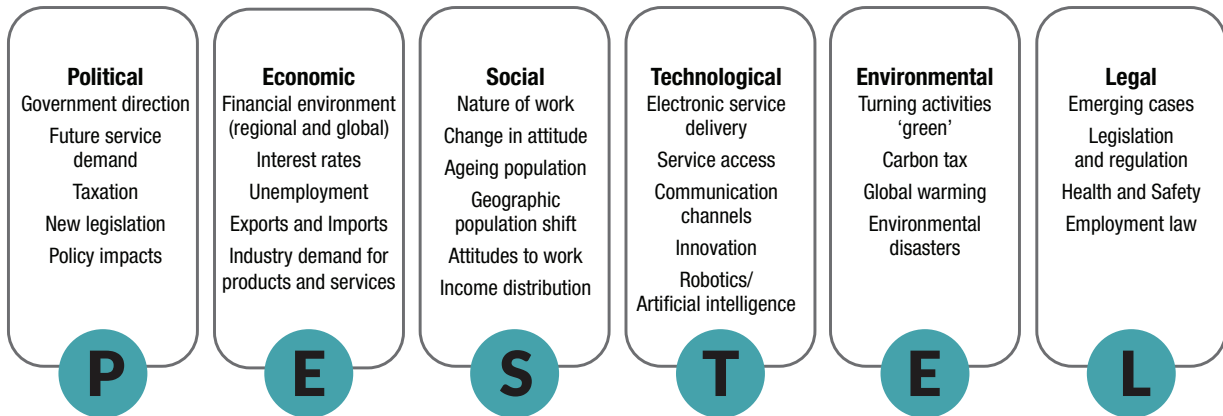 Political
Government direction
Future service
demand
Taxation
New legislation
Policy impacts
P
Economic
Financial environment
(regional and global)
Interest rates
Unemployment
Exports and Imports
Industry demand for
products and services
E
Social
Nature of work
Change in attitude
Ageing population
Geographic
population shift
Attitudes to work
Income distribution
S
Technological
Electronic service
delivery
Service access
Communication
channels
Innovation
Robotics/
Artificial intelligence
T
Environmental
Turning activities
‘green’
Carbon tax
Global warming
Environmental
disasters
E
Legal
Emerging cases
Legislation
and regulation
Health and Safety
Employment law
L